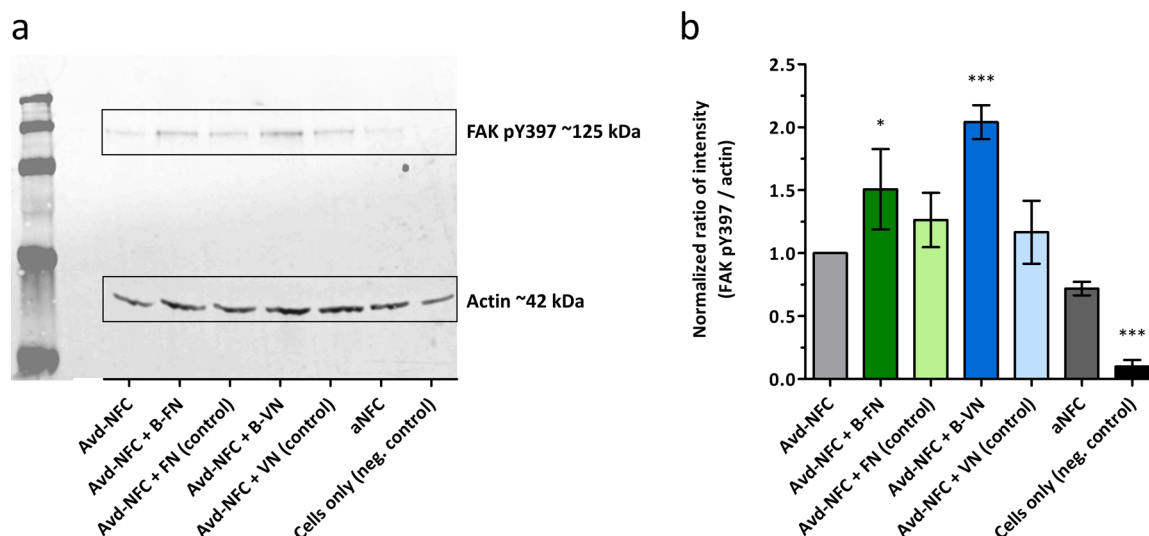 a
FAK pY397 ~125 kDa
Actin ~42 kDa
Avd-NFC
Avd-NFC + B-FN
Avd-NFC + FN (control)
Avd-NFC + B-VN
Avd-NFC + VN (control)
aNFC
Cells only (neg. control)
b
Normalized ratio of intensity
(FAK pY397 / actin)
2.5
2.0
1.5
1.0
0.5
0.0
*
***
***
Avd-NFC
Avd-NFC + B-FN
Avd-NFC + FN (control)
Avd-NFC + B-VN
Avd-NFC + VN (control)
aNFC
Cells only (neg. control)